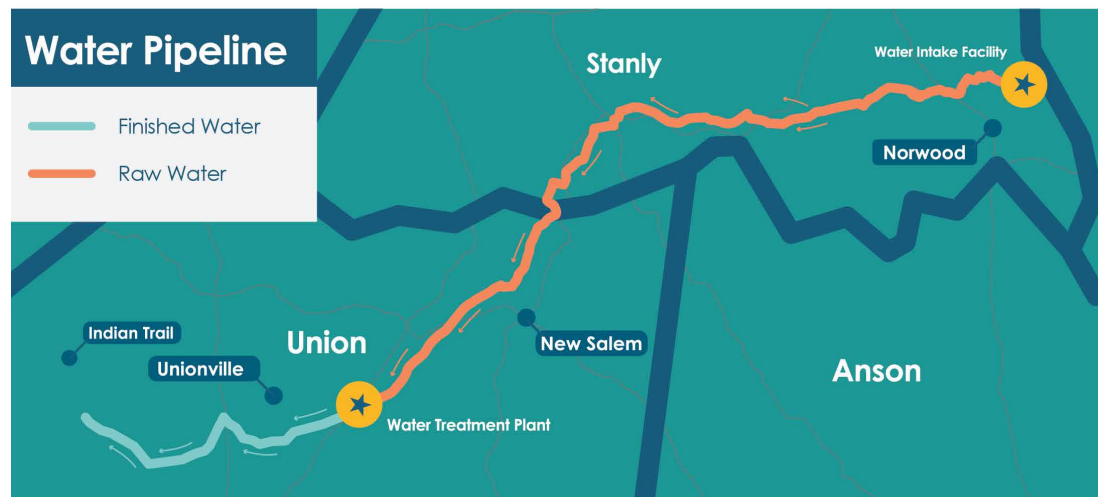 Water Pipeline
Finished Water
Raw Water
Stanly
Water Intake Facility
Norwood
Indian Trail
Union
Unionville
New Salem
Anson
Water Treatment Plant